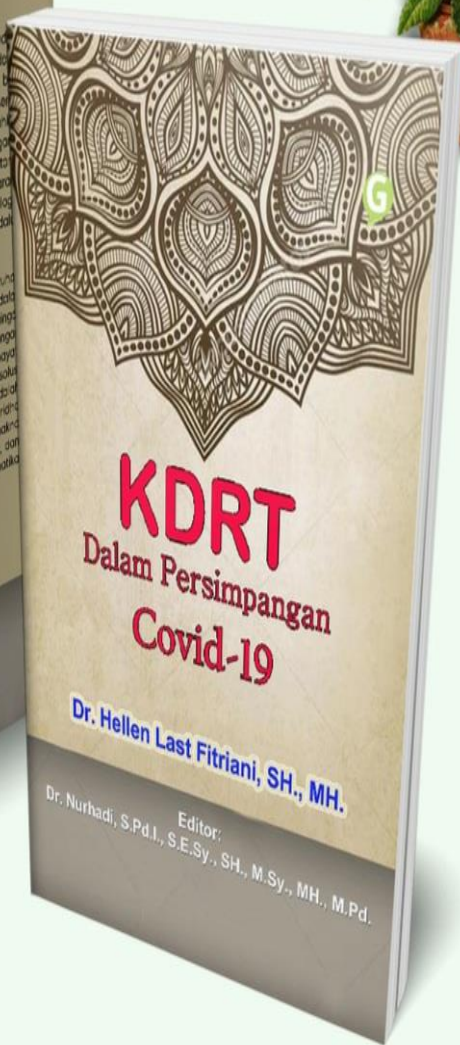 G
KDRT
Dalam Persimpangan
Covid-19
Dr. Hellen Last Fitriani, SH., MH.
Editor:
Dr. Nurhadi, S.Pd.I., S.E.Sy., SH., M.Sy., MH., M.Pd.